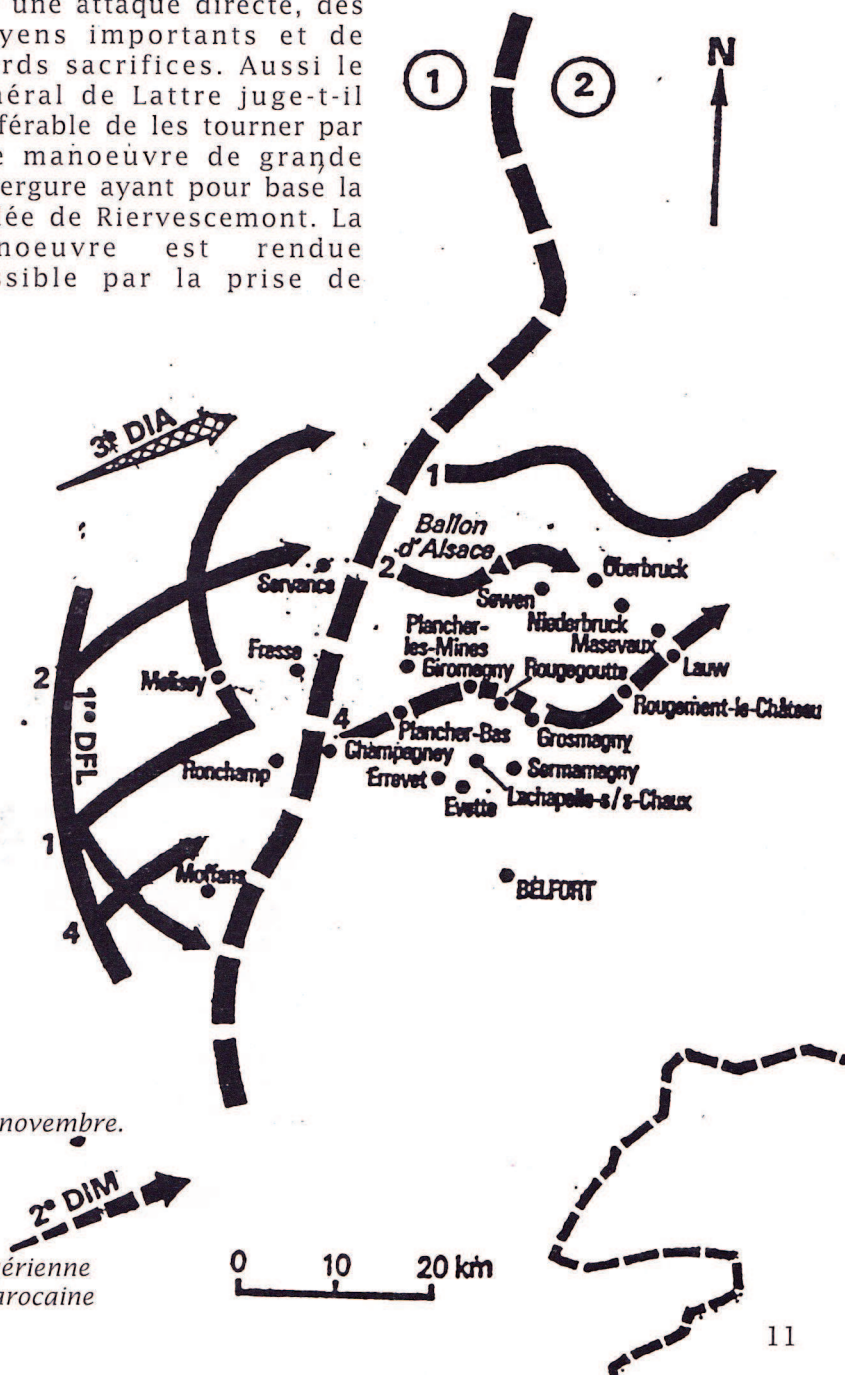 une attaque directe, des
yens importants et de
rds sacrifices. Aussi le
éral de Lattre juge-t-il
férable de les tourner par
e manoeuvre de grande
ergure ayant pour base la
lée de Riervescemont. La
noeuvre est rendue
ssible par la prise de
1
2
N
3e DIA
1
Ballon
d'Alsace
2
Servance
Oberbruck
Sewen
Niederbruck
Masevaux
Plancher-
les-Mines
Fresse
Giromagny
Rougegoutte
Lauw
2
Melisey
Rougemont-le-Château
1re DFL
4
Plancher-Bas
Grosmagny
Champagney
Ronchamp
Errevet
Sermamagny
Evette
Lachapelle-s/s-Chaux
1
Moffans
BELFORT
4
novembre.
2e DIM
érienne
arocaine
0 10 20 km
11